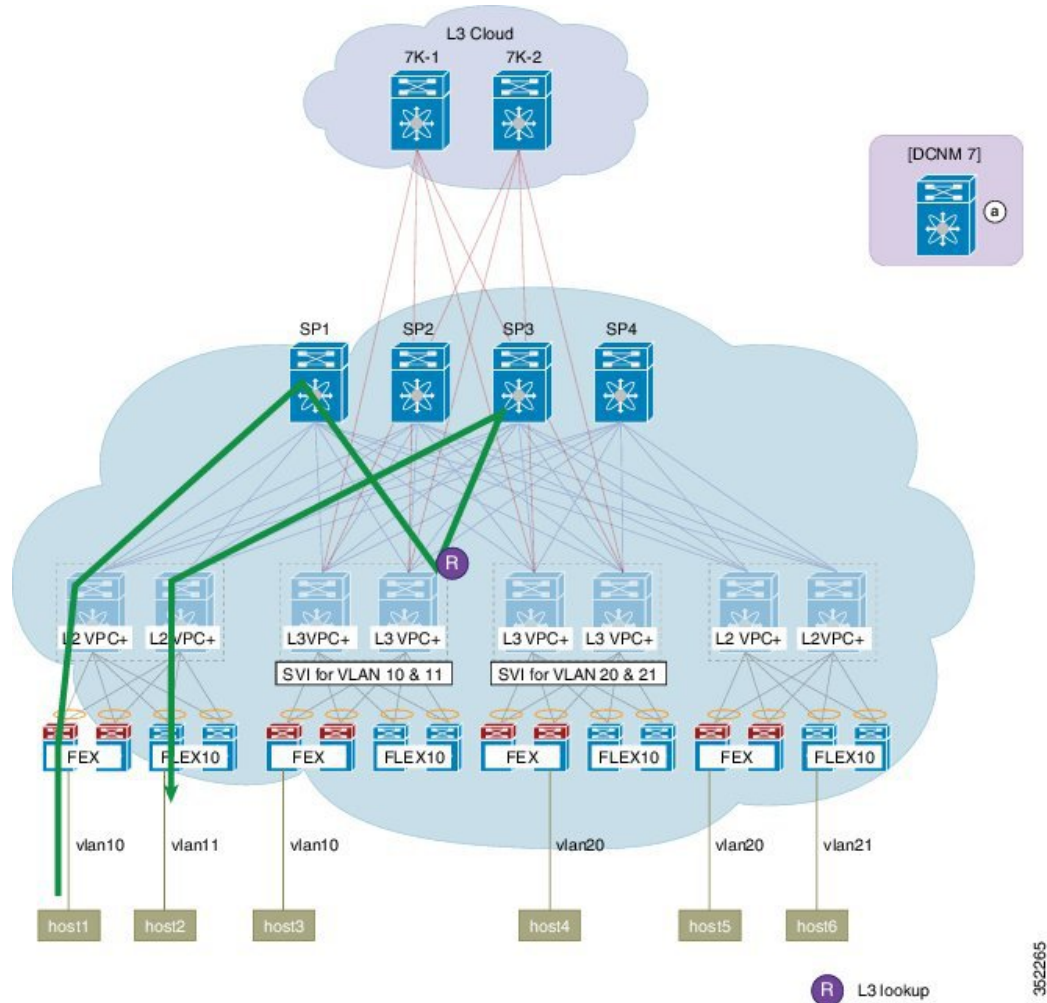 L3 Cloud
7K-1
7K-2
[DCNM 7]
a
SP1
SP2
SP3
SP4
R
L2 VPC+
L2 VPC+
L3VPC+
L3 VPC+
L3 VPC+
L3 VPC+
L2 VPC+
L2VPC+
SVI for VLAN 10 & 11
SVI for VLAN 20 & 21
FEX
FLEX10
FEX
FLEX10
FEX
FLEX10
FEX
FLEX10
vlan10
vlan11
vlan10
vlan20
vlan20
vlan21
host1
host2
host3
host4
host5
host6
R L3 lookup
352265